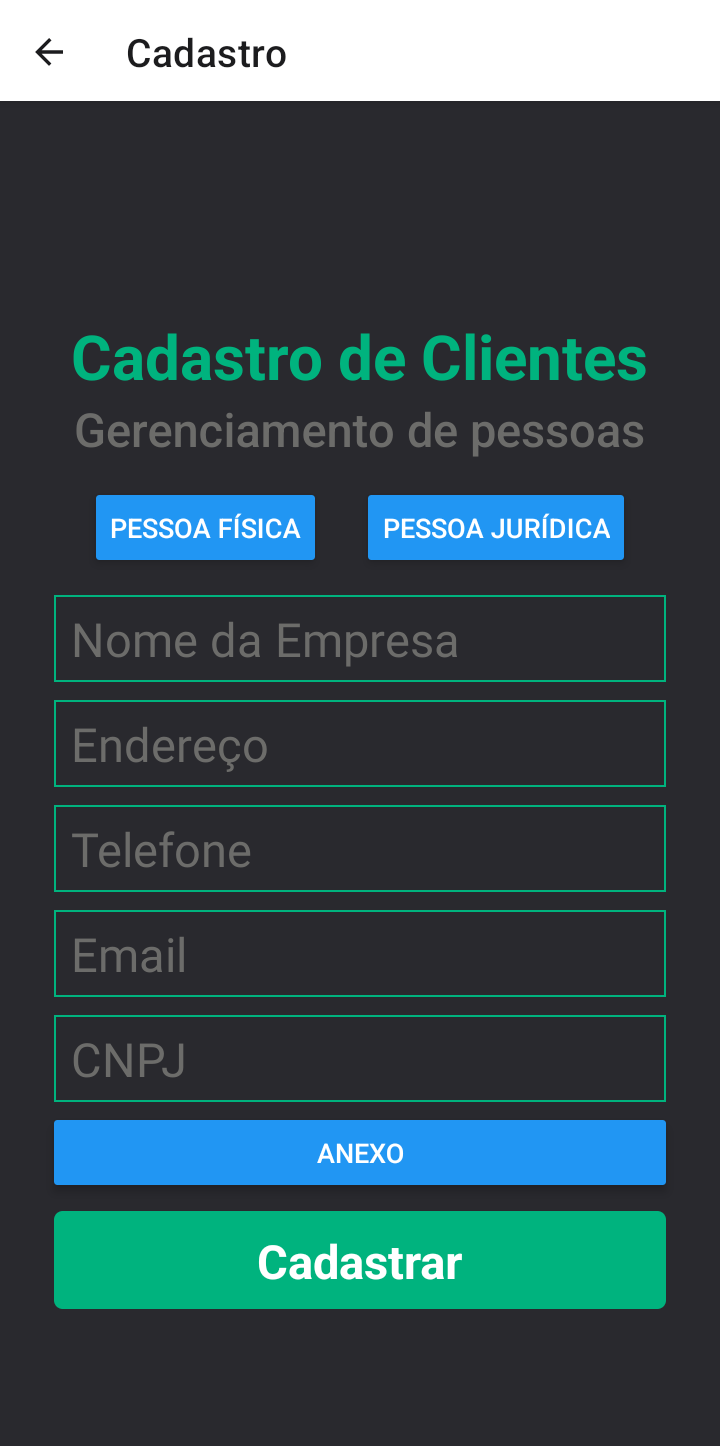 Cadastro
Cadastro de Clientes
Gerenciamento de pessoas
PESSOA FÍSICA PESSOA JURÍDICA
Nome da Empresa
Endereço
Telefone
Email
CNPJ
ANEXO
Cadastrar